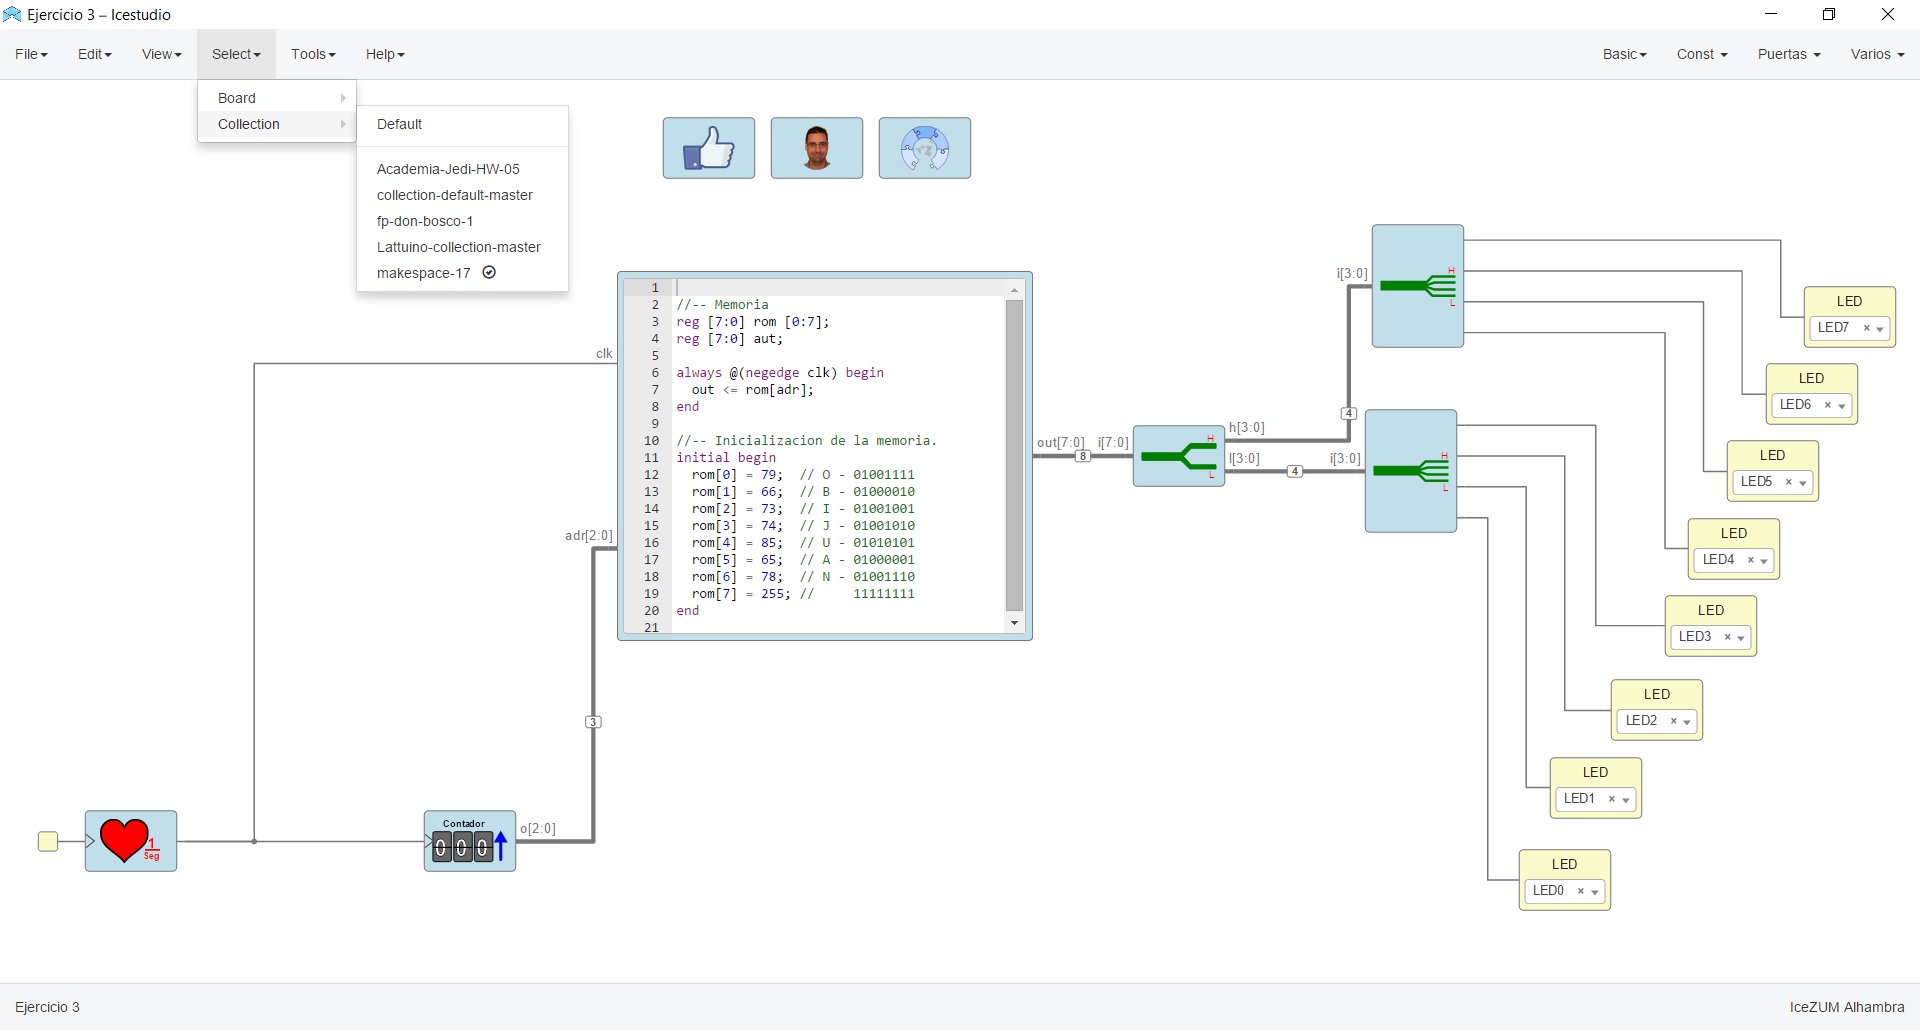 Ejercicio 3 – Icestudio
File Edit View Select Tools Help Basic Const Puertas Varios
Board
Collection
Default
Academia-Jedi-HW-05
collection-default-master
fp-don-bosco-1
Lattuino-collection-master
makespace-17
clk
adr[2:0]
1
2 //-- Memoria
3 reg [7:0] rom [0:7];
4 reg [7:0] aut;
5
6 always @(negedge clk) begin
7 out <= rom[adr];
8 end
9
10 //-- Inicializacion de la memoria.
11 initial begin
12 rom[0] = 79; // O - 01001111
13 rom[1] = 66; // B - 01000010
14 rom[2] = 73; // I - 01001001
15 rom[3] = 74; // J - 01001010
16 rom[4] = 85; // U - 01010101
17 rom[5] = 65; // A - 01000001
18 rom[6] = 78; // N - 01001110
19 rom[7] = 255; // 11111111
20 end
21
out[7:0] 8 i[7:0]
H
L
h[3:0]
l[3:0]
4
i[3:0]
4
i[3:0]
H
L
H
L
LED
LED7 ×
LED
LED6 ×
LED
LED5 ×
LED
LED4 ×
LED
LED3 ×
LED
LED2 ×
LED
LED1 ×
LED
LED0 ×
3
1
Seg
Contador
000
o[2:0]
Ejercicio 3
IceZUM Alhambra